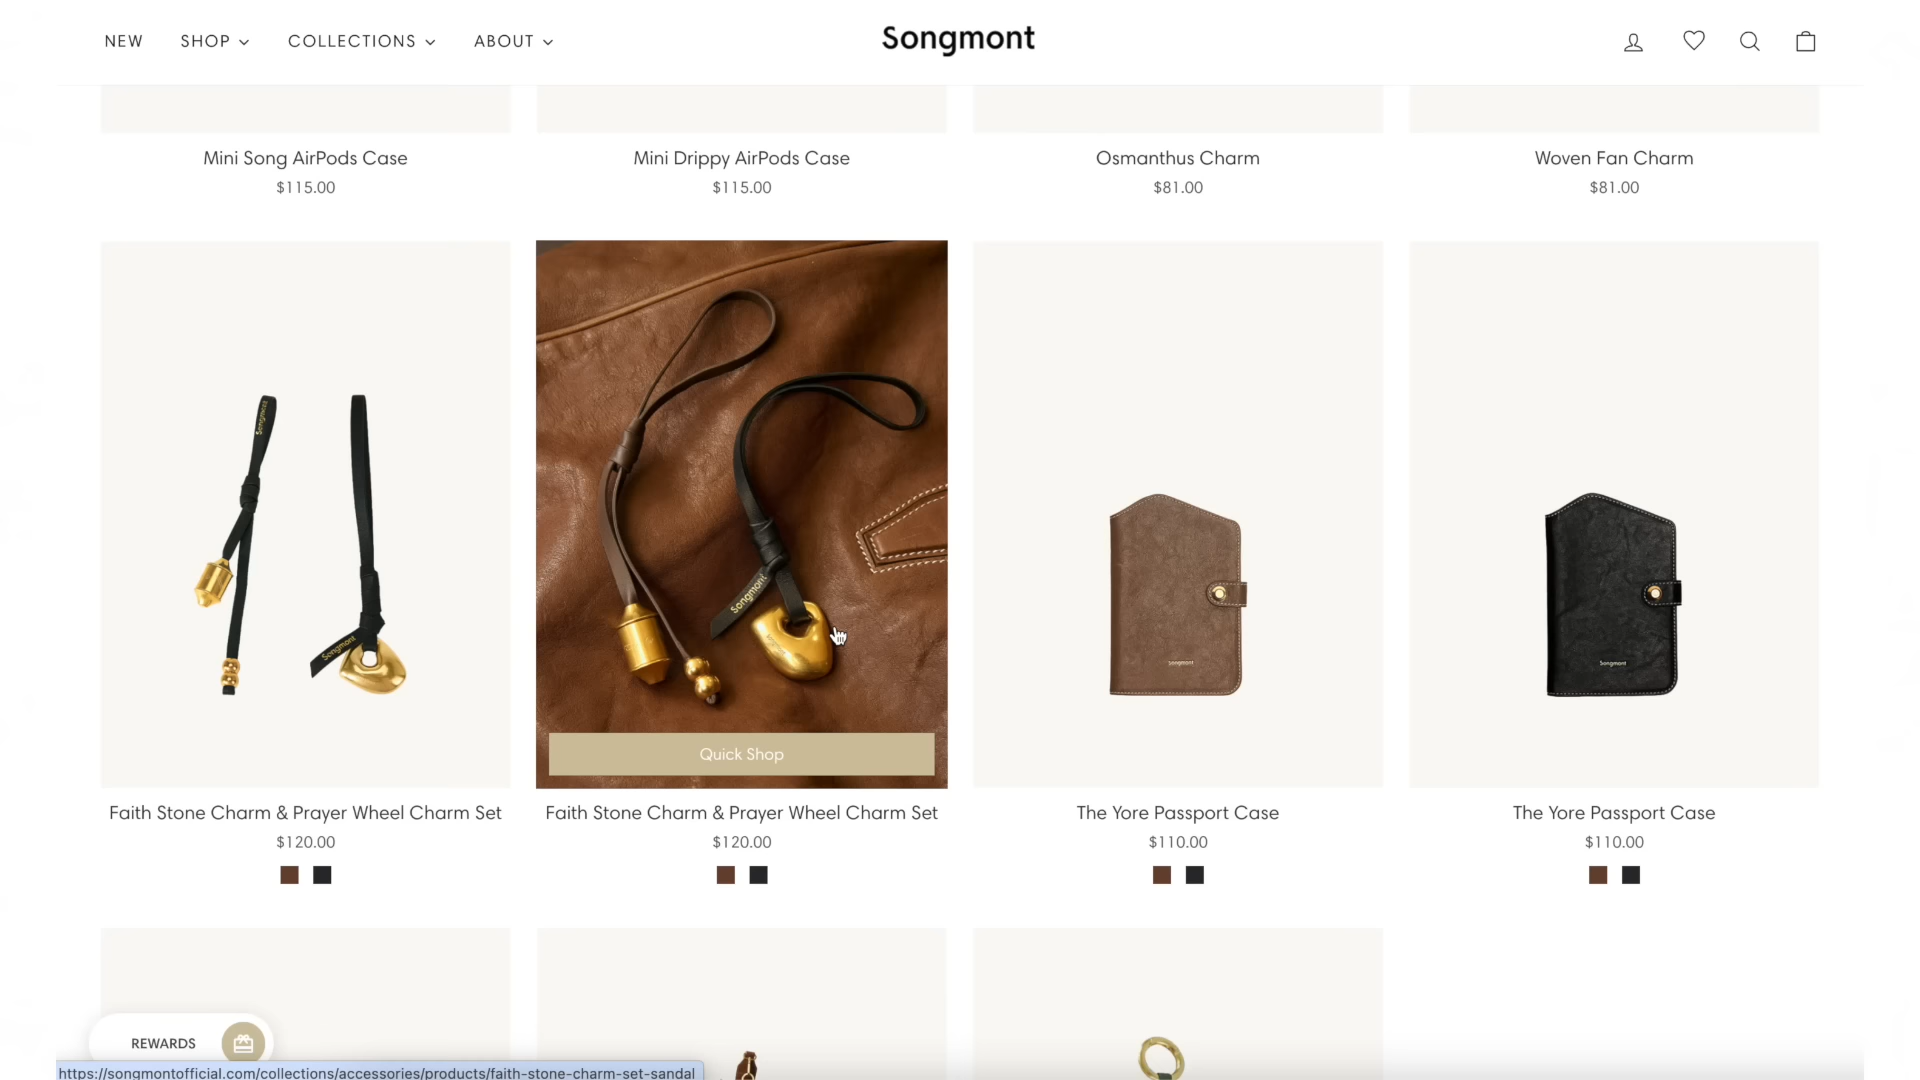 NEW SHOP COLLECTIONS ABOUT Songmont
Mini Song AirPods Case
$115.00
Mini Drippy AirPods Case
$115.00
Osmanthus Charm
$81.00
Woven Fan Charm
$81.00
Songmont
Songmont
Songmont
Quick Shop
Songmont
Songmont
Faith Stone Charm & Prayer Wheel Charm Set
$120.00
Faith Stone Charm & Prayer Wheel Charm Set
$120.00
The Yore Passport Case
$110.00
The Yore Passport Case
$110.00
REWARDS
https://songmontofficial.com/collections/accessories/products/faith-stone-charm-set-sandal